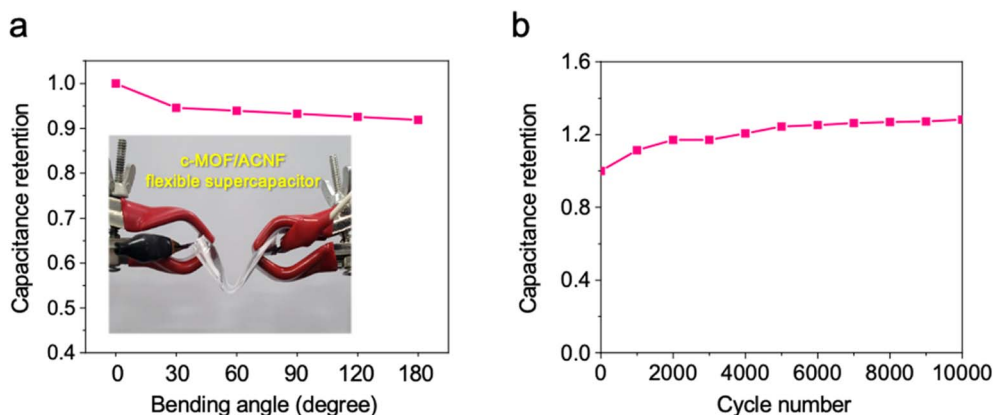 a
Capacitance retention
1.0
0.9
0.8
0.7
0.6
0.5
0.4
c-MOF/ACNF
flexible supercapacitor
0 30 60 90 120 180
Bending angle (degree)
b
Capacitance retention
1.6
1.2
0.8
0.4
0.0
0 2000 4000 6000 8000 10000
Cycle number